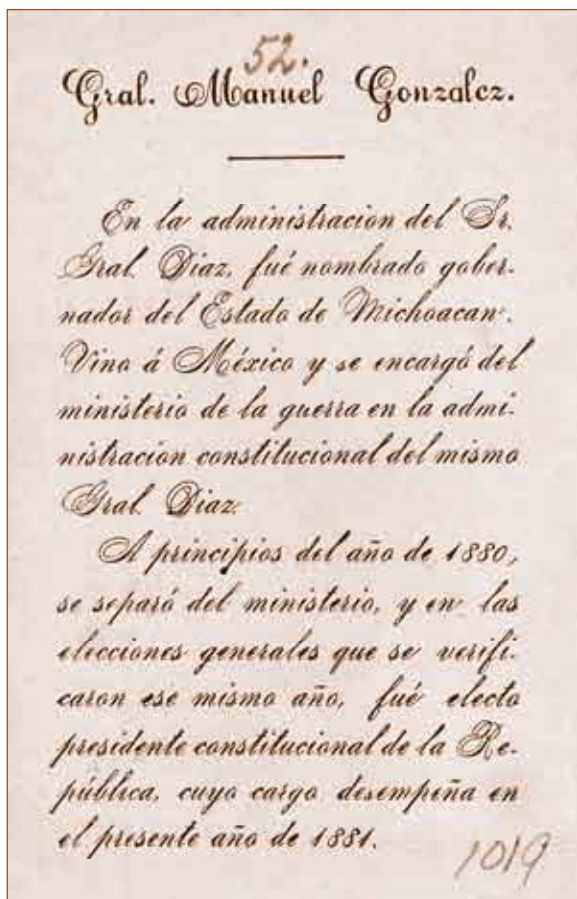 52.
Gral. Manuel Gonzalez.
En la administracion del Sr.
Gral. Diaz, fué nombrado gober-
nador del Estado de Michoacan.
Vino á México y se encargó del
ministerio de la guerra en la admi-
nistracion constitucional del mismo
Gral. Diaz.
A principios del año de 1880,
se separó del ministerio, y en las
elecciones generales que se verifi-
caron ese mismo año, fué electo
presidente constitucional de la Re-
pública, cuyo cargo desempeña en
el presente año de 1881.
1019